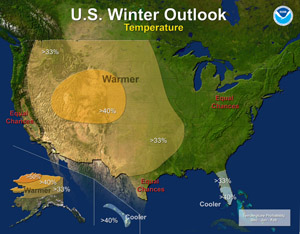 U.S. Winter Outlook
Temperature
>33%
Warmer
>40%
Equal
Chances
Equal
Chances
>33%
Equal
Chances
>40%
Warmer
>33%
>40%
Cooler
>33%
>40%
Cooler